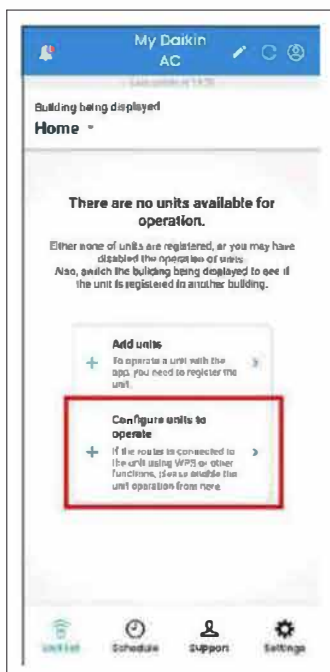 My Daikin
AC
Building being displayed
Home
There are no units available for
operation.
Either none of units are registered, or you may have
disabled the operation of units
Also, switch the building being displayed to see if
the unit is registered in another building.
Add units
To operate a unit with the
app, you need to register the
unit.
Configure units to
operate
If the router is connected to
the unit using WPS or other
functions, please enable the
unit operation from here.
Unit list
Schedule
Support
Settings